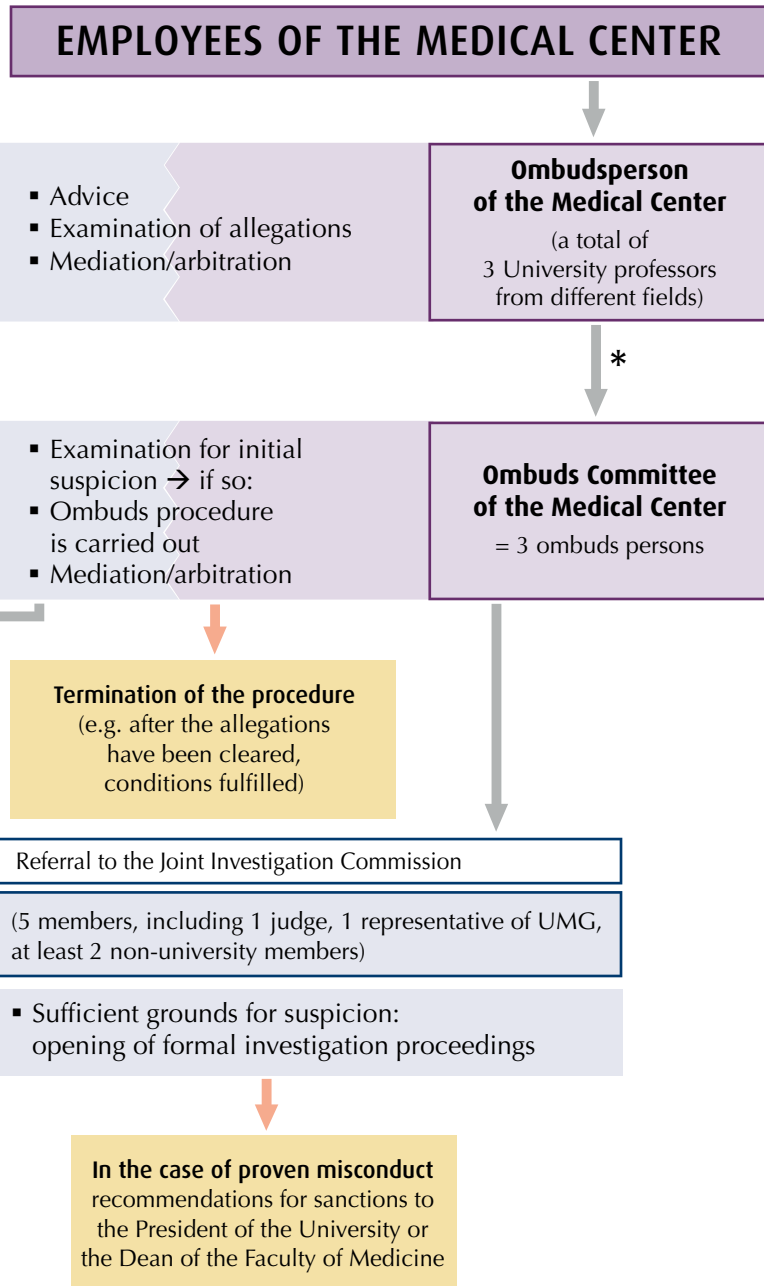 EMPLOYEES OF THE MEDICAL CENTER
▪ Advice
▪ Examination of allegations
▪ Mediation/arbitration
Ombudsperson
of the Medical Center
(a total of
3 University professors
from different fields)
*
▪ Examination for initial
suspicion → if so:
▪ Ombuds procedure
is carried out
▪ Mediation/arbitration
Ombuds Committee
of the Medical Center
= 3 ombuds persons
Termination of the procedure
(e.g. after the allegations
have been cleared,
conditions fulfilled)
Referral to the Joint Investigation Commission
(5 members, including 1 judge, 1 representative of UMG,
at least 2 non-university members)
▪ Sufficient grounds for suspicion:
opening of formal investigation proceedings
In the case of proven misconduct
recommendations for sanctions to
the President of the University or
the Dean of the Faculty of Medicine